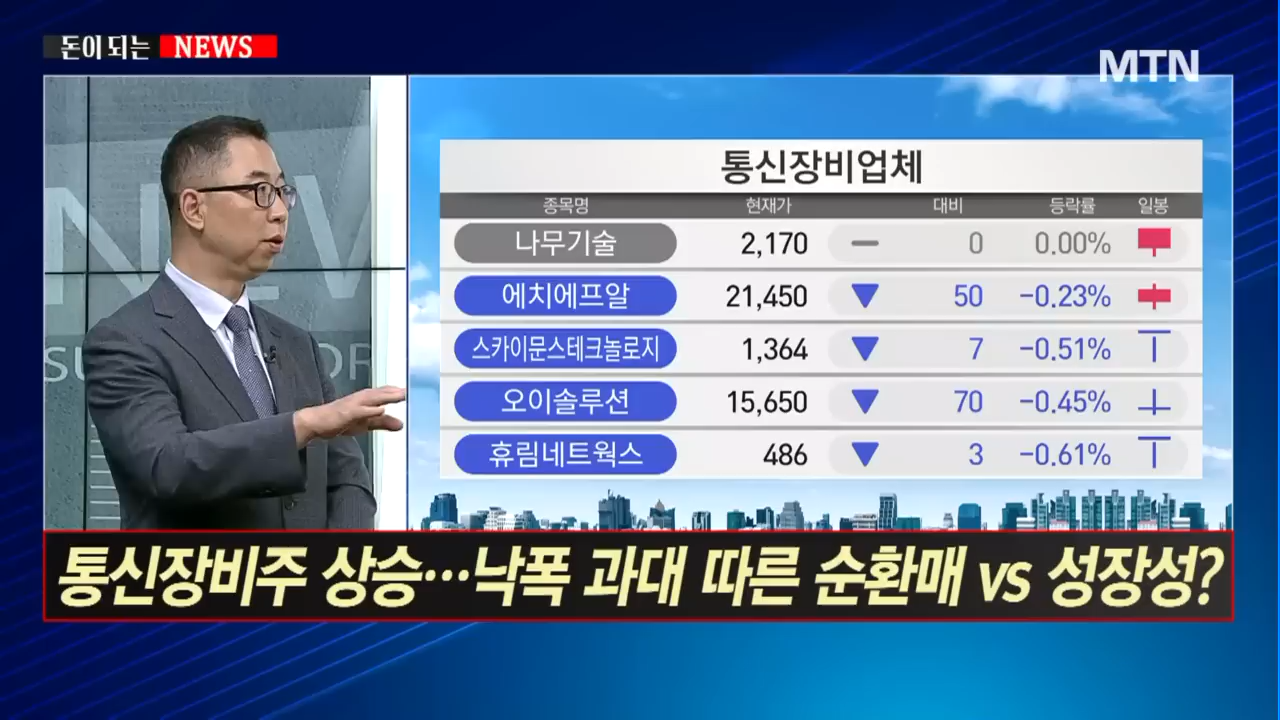 돈이 되는 NEWS
MTN
통신장비업체
종목명 현재가 대비 등락률 일봉
나무기술 2,170 0 0.00%
에치에프알 21,450 ▼ 50 -0.23%
스카이문스테크놀로지 1,364 ▼ 7 -0.51%
오이솔루션 15,650 ▼ 70 -0.45%
휴림네트웍스 486 ▼ 3 -0.61%
통신장비주 상승…낙폭 과대 따른 순환매 vs 성장성?